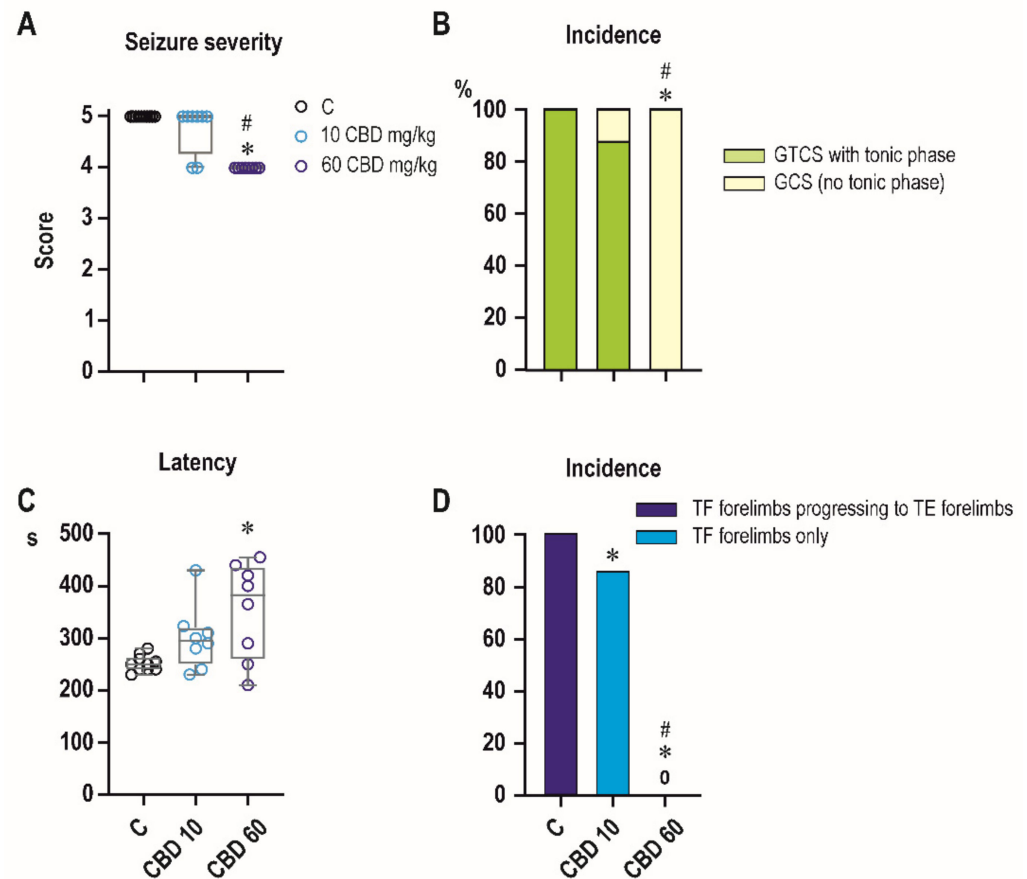 A
Seizure severity
#
*
5
4
3
2
1
0
Score
C
10 CBD mg/kg
60 CBD mg/kg
B
Incidence
%
#
*
100
80
60
40
20
0
GTCS with tonic phase
GCS (no tonic phase)
C
Latency
s
*
500
400
300
200
100
0
C
CBD 10
CBD 60
D
Incidence
TF forelimbs progressing to TE forelimbs
TF forelimbs only
100
80
60
40
20
0
*
#
*
0
C
CBD 10
CBD 60